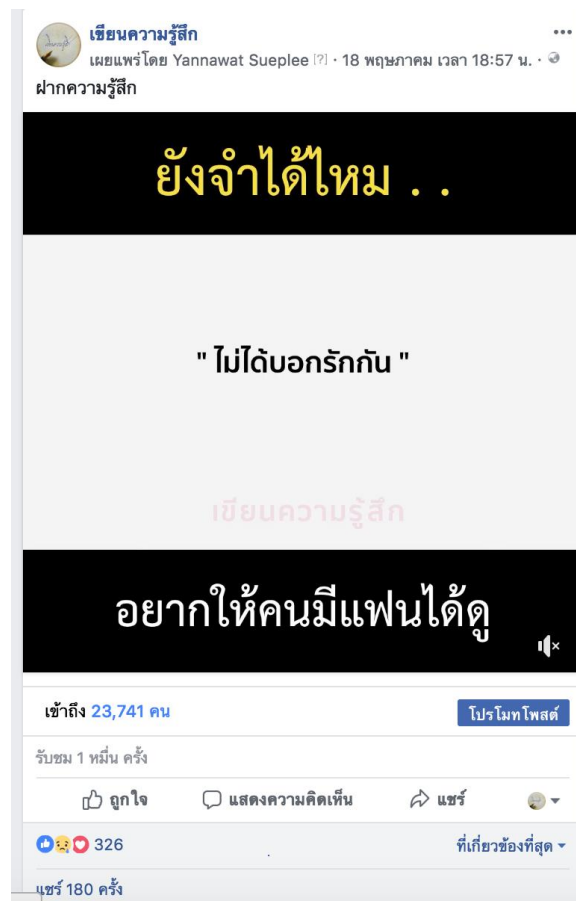 เขียนความรู้สึก
เผยแพร่โดย Yannawat Sueplee [?] · 18 พฤษภาคม เวลา 18:57 น. ·
ฝากความรู้สึก
ยังจำได้ไหม . .
" ไม่ได้บอกรักกัน "
เขียนความรู้สึก
อยากให้คนมีแฟนได้ดู
เข้าถึง 23,741 คน
โปรโมทโพสต์
รับชม 1 หมื่น ครั้ง
ถูกใจ แสดงความคิดเห็น แชร์
326
ที่เกี่ยวข้องที่สุด
แชร์ 180 ครั้ง